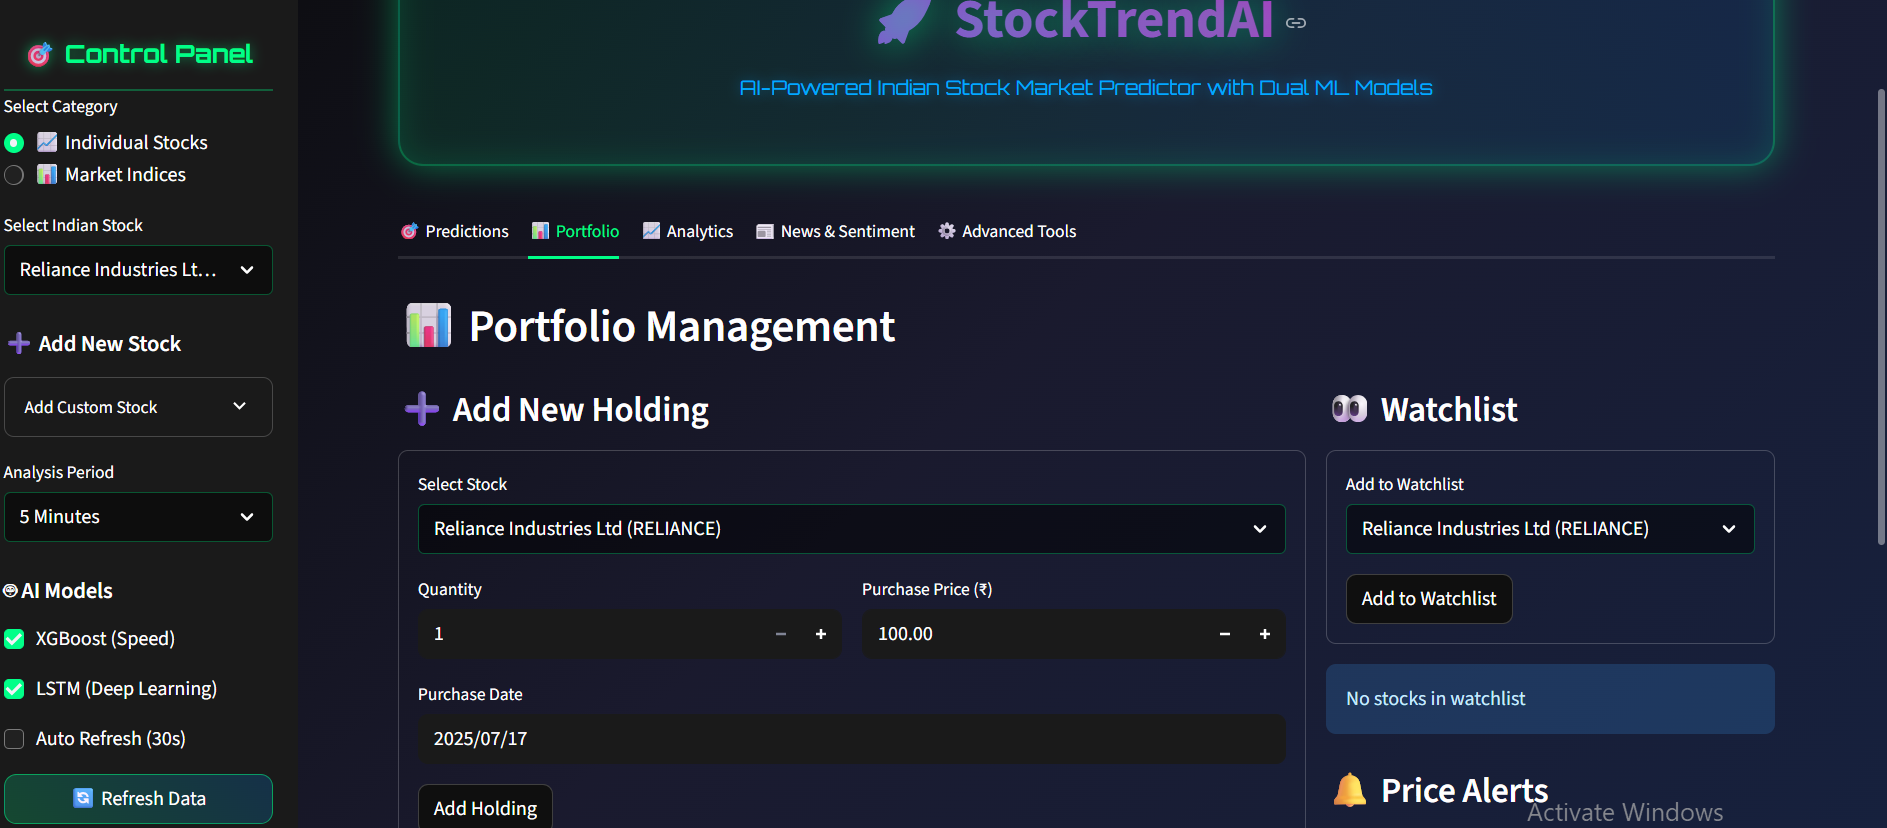 Control Panel
Select Category
Individual Stocks
Market Indices
Select Indian Stock
Reliance Industries Lt...
Add New Stock
Add Custom Stock
Analysis Period
5 Minutes
AI Models
XGBoost (Speed)
LSTM (Deep Learning)
Auto Refresh (30s)
Refresh Data
StockTrendAI
AI-Powered Indian Stock Market Predictor with Dual ML Models
Predictions Portfolio Analytics News & Sentiment Advanced Tools
Portfolio Management
Add New Holding
Select Stock
Reliance Industries Ltd (RELIANCE)
Quantity
1
Purchase Price (₹)
100.00
Purchase Date
2025/07/17
Add Holding
Watchlist
Add to Watchlist
Reliance Industries Ltd (RELIANCE)
Add to Watchlist
No stocks in watchlist
Price Alerts
Activate Windows